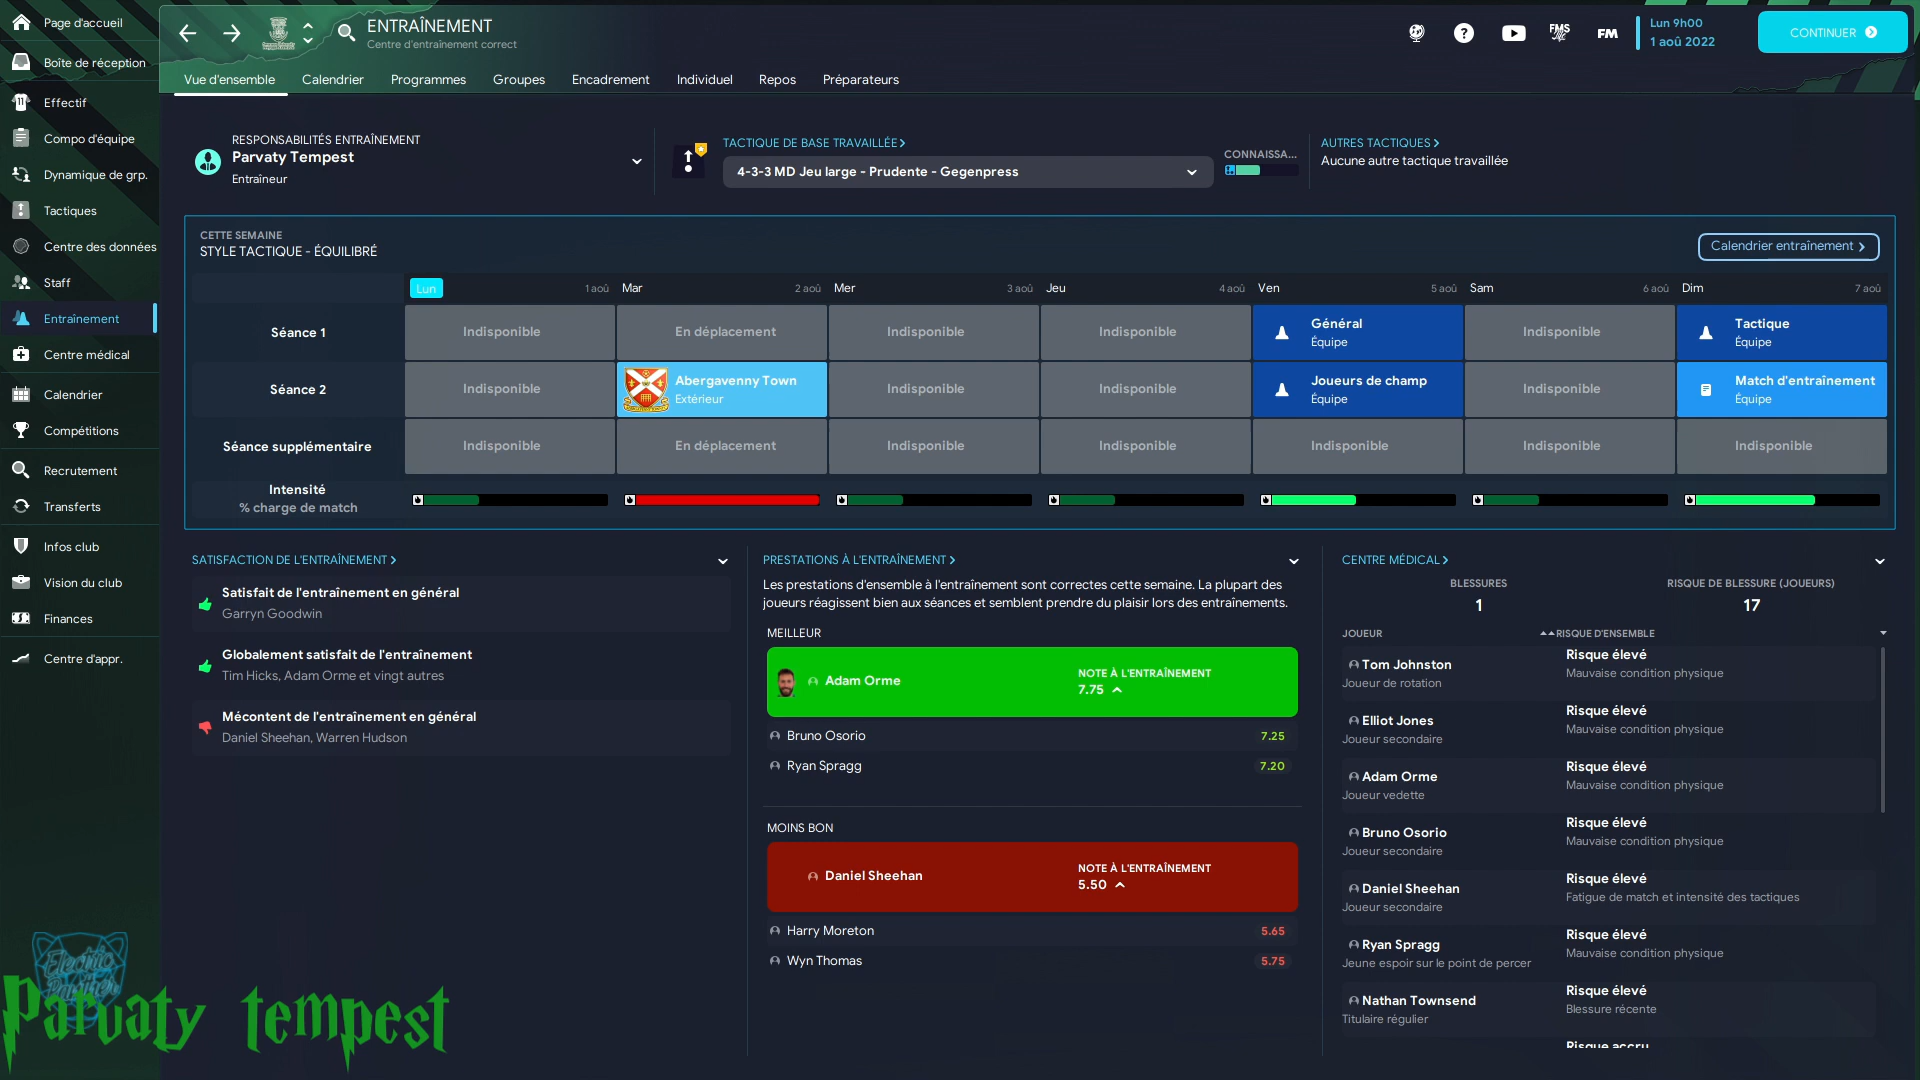 Page d'accueil
Boîte de réception
Effectif
Compo d'équipe
Dynamique de grp.
Tactiques
Centre des données
Staff
Entraînement
Centre médical
Calendrier
Compétitions
Recrutement
Transferts
Infos club
Vision du club
Finances
Centre d'appr.
ENTRAÎNEMENT
Centre d'entraînement correct
FMS
FM
Lun 9h00
1 aoû 2022
CONTINUER
Vue d'ensemble Calendrier Programmes Groupes Encadrement Individuel Repos Préparateurs
RESPONSABILITÉS ENTRAÎNEMENT
Parvaty Tempest
Entraîneur
TACTIQUE DE BASE TRAVAILLÉE
4-3-3 MD Jeu large - Prudente - Gegenpress
CONNAISSA...
AUTRES TACTIQUES
Aucune autre tactique travaillée
CETTE SEMAINE
STYLE TACTIQUE - ÉQUILIBRÉ
Calendrier entraînement
Lun 1 aoû Mar 2 aoû Mer 3 aoû Jeu 4 aoû Ven 5 aoû Sam 6 aoû Dim 7 aoû
Séance 1
Indisponible
En déplacement
Indisponible
Indisponible
Général
Équipe
Indisponible
Tactique
Équipe
Séance 2
Indisponible
Abergavenny Town
Extérieur
Indisponible
Indisponible
Joueurs de champ
Équipe
Indisponible
Match d'entraînement
Équipe
Séance supplémentaire
Indisponible
En déplacement
Indisponible
Indisponible
Indisponible
Indisponible
Indisponible
Intensité
% charge de match
SATISFACTION DE L'ENTRAÎNEMENT
Satisfait de l'entraînement en général
Garryn Goodwin
Globalement satisfait de l'entraînement
Tim Hicks, Adam Orme et vingt autres
Mécontent de l'entraînement en général
Daniel Sheehan, Warren Hudson
PRESTATIONS À L'ENTRAÎNEMENT
Les prestations d'ensemble à l'entraînement sont correctes cette semaine. La plupart des
joueurs réagissent bien aux séances et semblent prendre du plaisir lors des entraînements.
MEILLEUR
Adam Orme
NOTE À L'ENTRAÎNEMENT
7.75
Bruno Osorio 7.25
Ryan Spragg 7.20
MOINS BON
Daniel Sheehan
NOTE À L'ENTRAÎNEMENT
5.50
Harry Moreton 5.65
Wyn Thomas 5.75
CENTRE MÉDICAL
BLESSURES
1
RISQUE DE BLESSURE (JOUEURS)
17
JOUEUR RISQUE D'ENSEMBLE
Tom Johnston
Joueur de rotation
Risque élevé
Mauvaise condition physique
Elliot Jones
Joueur secondaire
Risque élevé
Mauvaise condition physique
Adam Orme
Joueur vedette
Risque élevé
Mauvaise condition physique
Bruno Osorio
Joueur secondaire
Risque élevé
Mauvaise condition physique
Daniel Sheehan
Joueur secondaire
Risque élevé
Fatigue de match et intensité des tactiques
Ryan Spragg
Jeune espoir sur le point de percer
Risque élevé
Mauvaise condition physique
Nathan Townsend
Titulaire régulier
Risque élevé
Blessure récente
Risque accru
Electric
Panther
Parvaty tempest